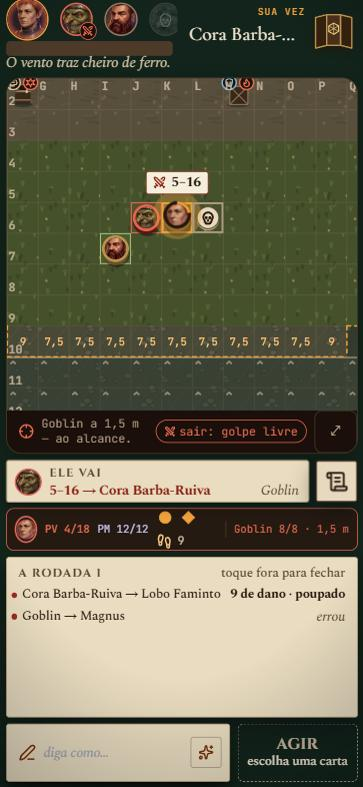 SUA VEZ
Cora Barba-...
O vento traz cheiro de ferro.
G H I J K L N O P Q
2
3
4
5
5–16
6
7
8
9
9 7,5 7,5 7,5 7,5 7,5 7,5 7,5 7,5 7,5 9
10
11
Goblin a 1,5 m
— ao alcance.
sair: golpe livre
ELE VAI
5–16 → Cora Barba-Ruiva
Goblin
PV 4/18 PM 12/12
9
Goblin 8/8 · 1,5 m
A RODADA 1
toque fora para fechar
Cora Barba-Ruiva → Lobo Faminto 9 de dano · poupado
Goblin → Magnus errou
diga como...
AGIR
escolha uma carta